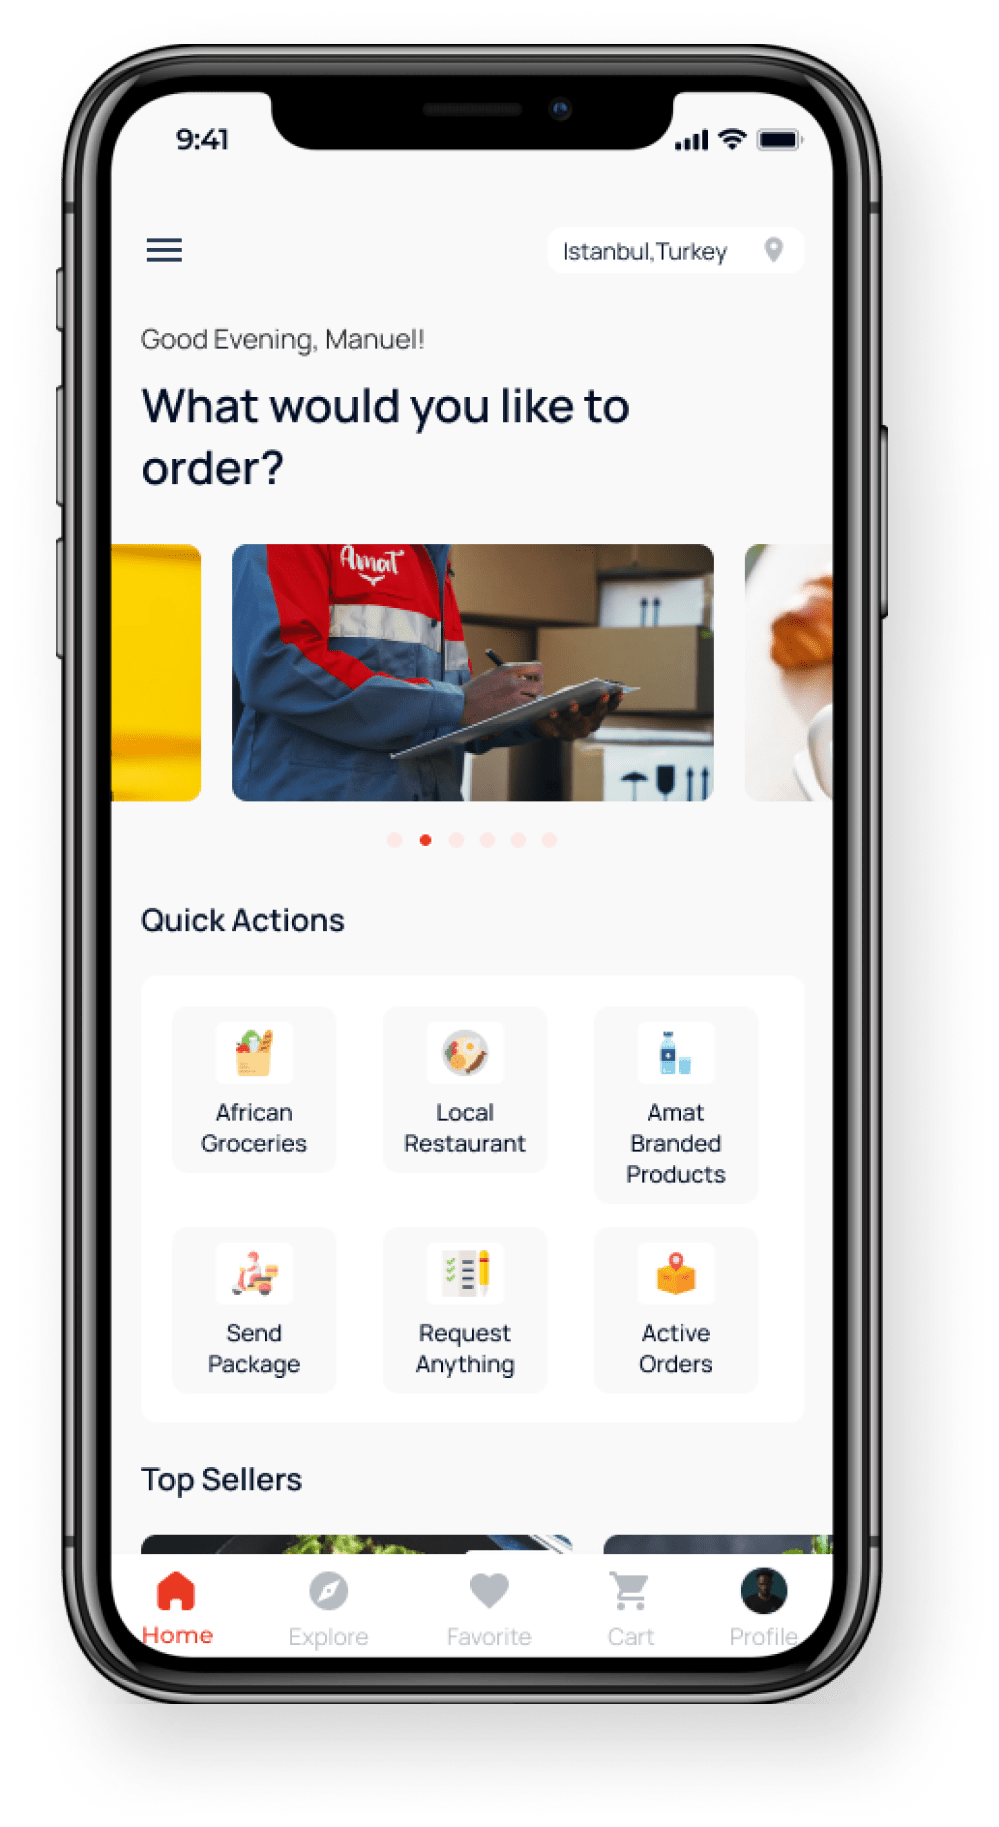 9:41
Istanbul,Turkey
Good Evening, Manuel!
What would you like to
order?
Amat
Quick Actions
African
Groceries
Local
Restaurant
Amat
Branded
Products
Send
Package
Request
Anything
Active
Orders
Top Sellers
Home
Explore
Favorite
Cart
Profile